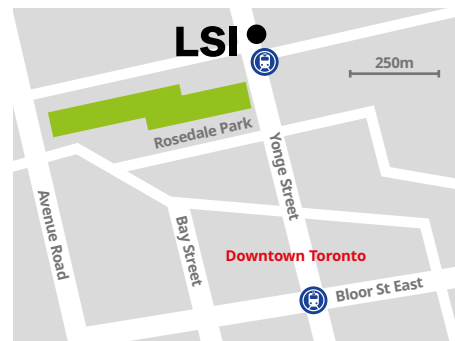 LSI
250m
Rosedale Park
Yonge Street
Avenue Road
Bay Street
Downtown Toronto
Bloor St East